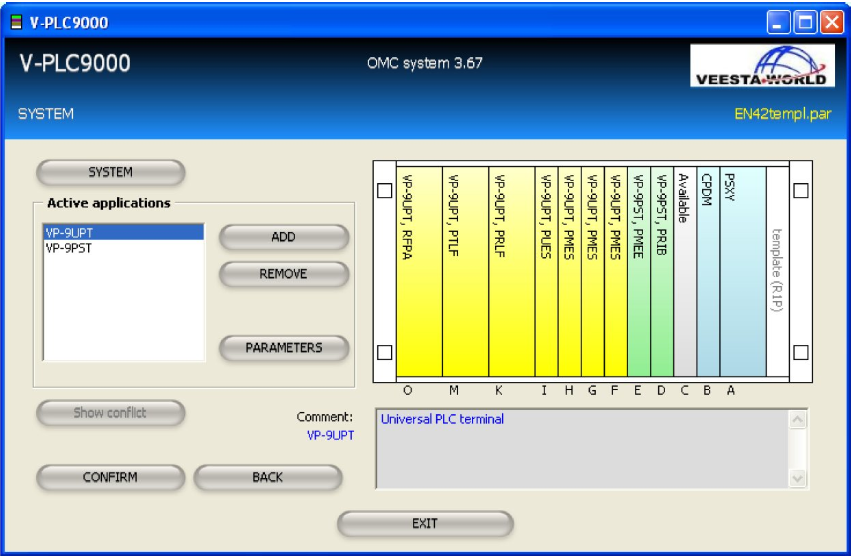 V-PLC9000
V-PLC9000
OMC system 3.67
VEESTA-WORLD
SYSTEM
EN42templ.par
SYSTEM
Active applications
VP-9UPT
VP-9PST
ADD
REMOVE
PARAMETERS
VP-9UPT, RFPA
VP-9UPT, PTLF
VP-9UPT, PRLF
VP-9UPT, PUES
VP-9UPT, PMES
VP-9UPT, PMES
VP-9UPT, PMES
VP-9PST, PMEE
VP-9PST, PRIB
Available
CPDM
PSXY
template (R1P)
O M K I H G F E D C B A
Show conflict
Comment:
VP-9UPT
Universal PLC terminal
CONFIRM
BACK
EXIT